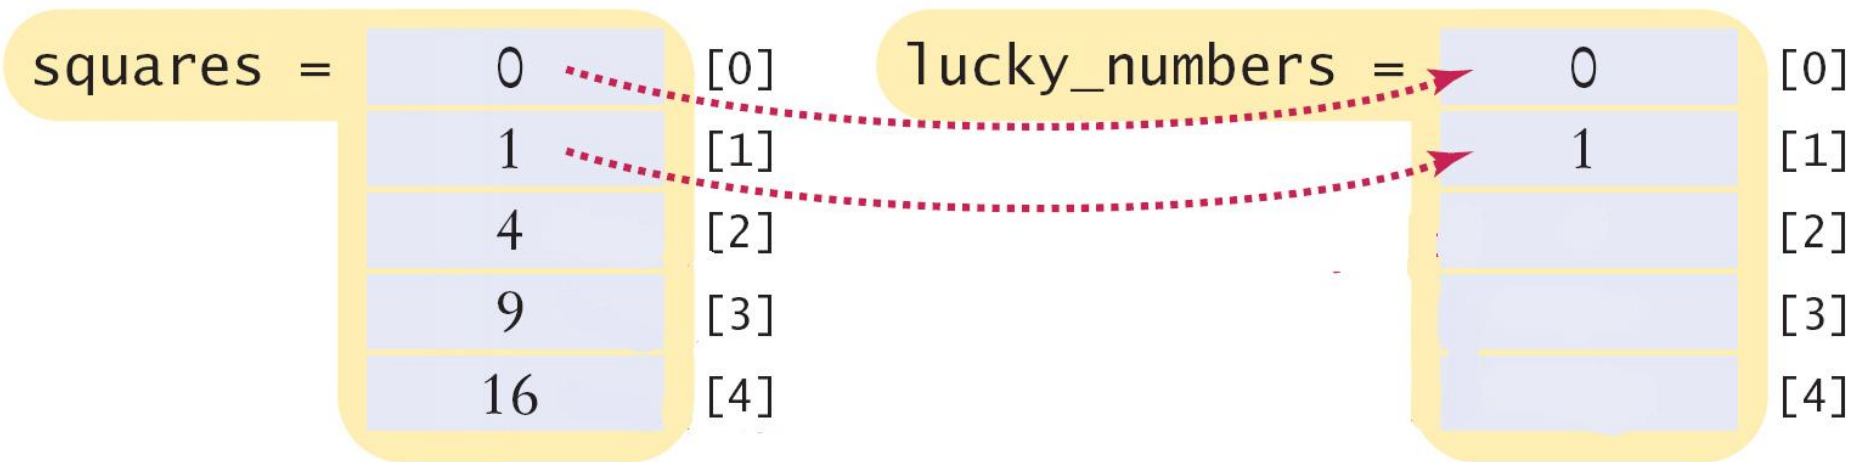 squares = 0 [0] lucky_numbers = 0 [0]
1 [1] 1 [1]
4 [2] [2]
9 [3] [3]
16 [4] [4]